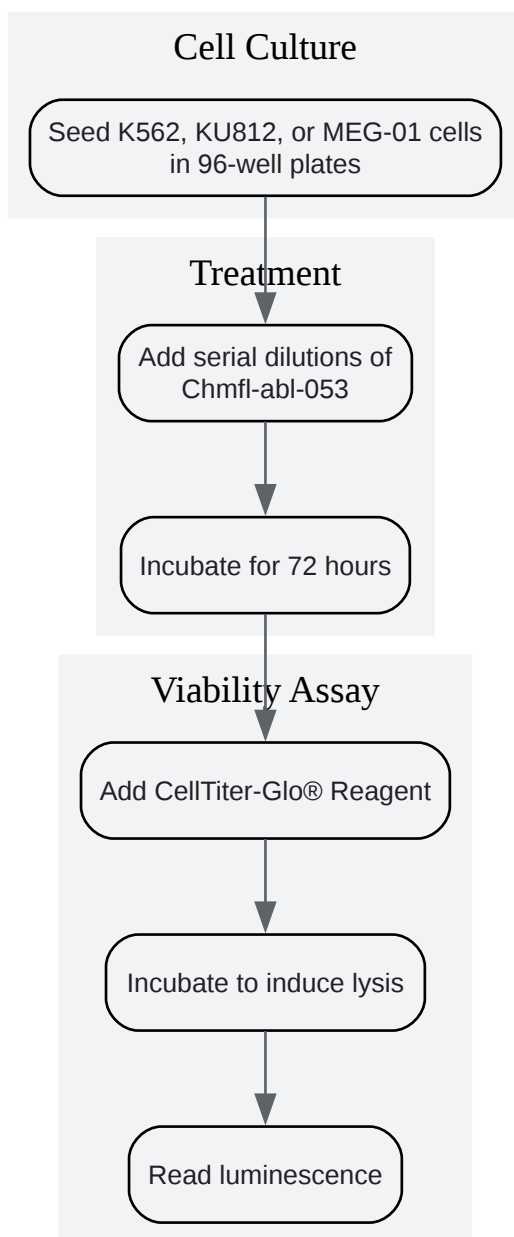 Cell Culture
Seed K562, KU812, or MEG-01 cells
in 96-well plates
Treatment
Add serial dilutions of
Chmfl-abl-053
Incubate for 72 hours
Viability Assay
Add CellTiter-Glo® Reagent
Incubate to induce lysis
Read luminescence